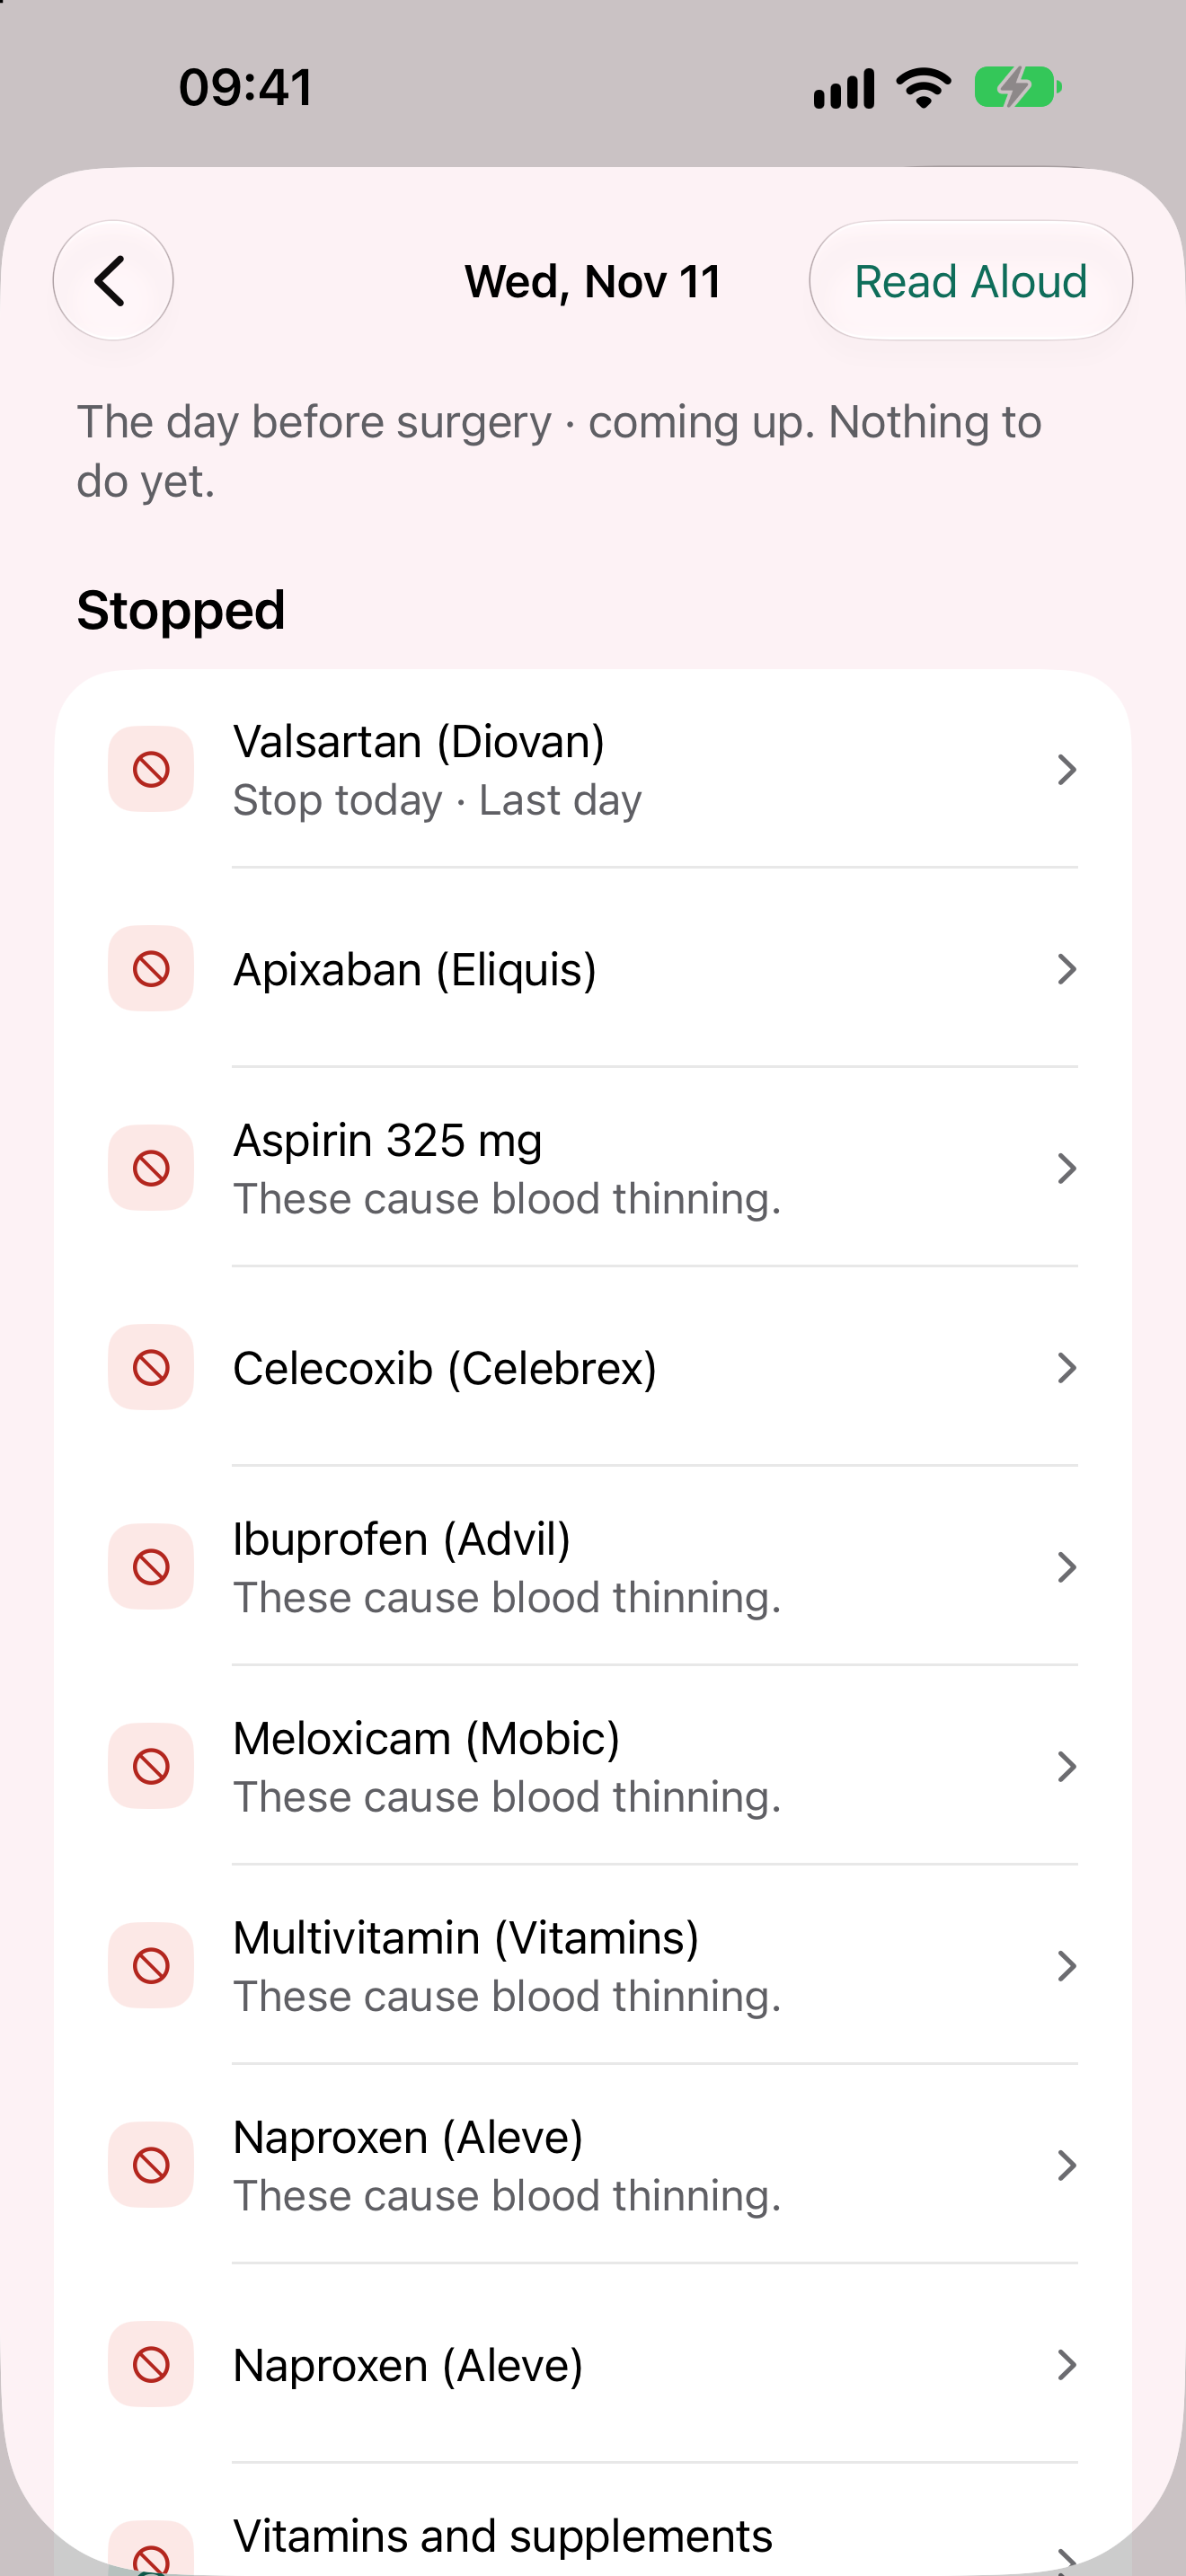 09:41
Wed, Nov 11
Read Aloud
The day before surgery · coming up. Nothing to
do yet.
Stopped
Valsartan (Diovan)
Stop today · Last day
Apixaban (Eliquis)
Aspirin 325 mg
These cause blood thinning.
Celecoxib (Celebrex)
Ibuprofen (Advil)
These cause blood thinning.
Meloxicam (Mobic)
These cause blood thinning.
Multivitamin (Vitamins)
These cause blood thinning.
Naproxen (Aleve)
These cause blood thinning.
Naproxen (Aleve)
Vitamins and supplements